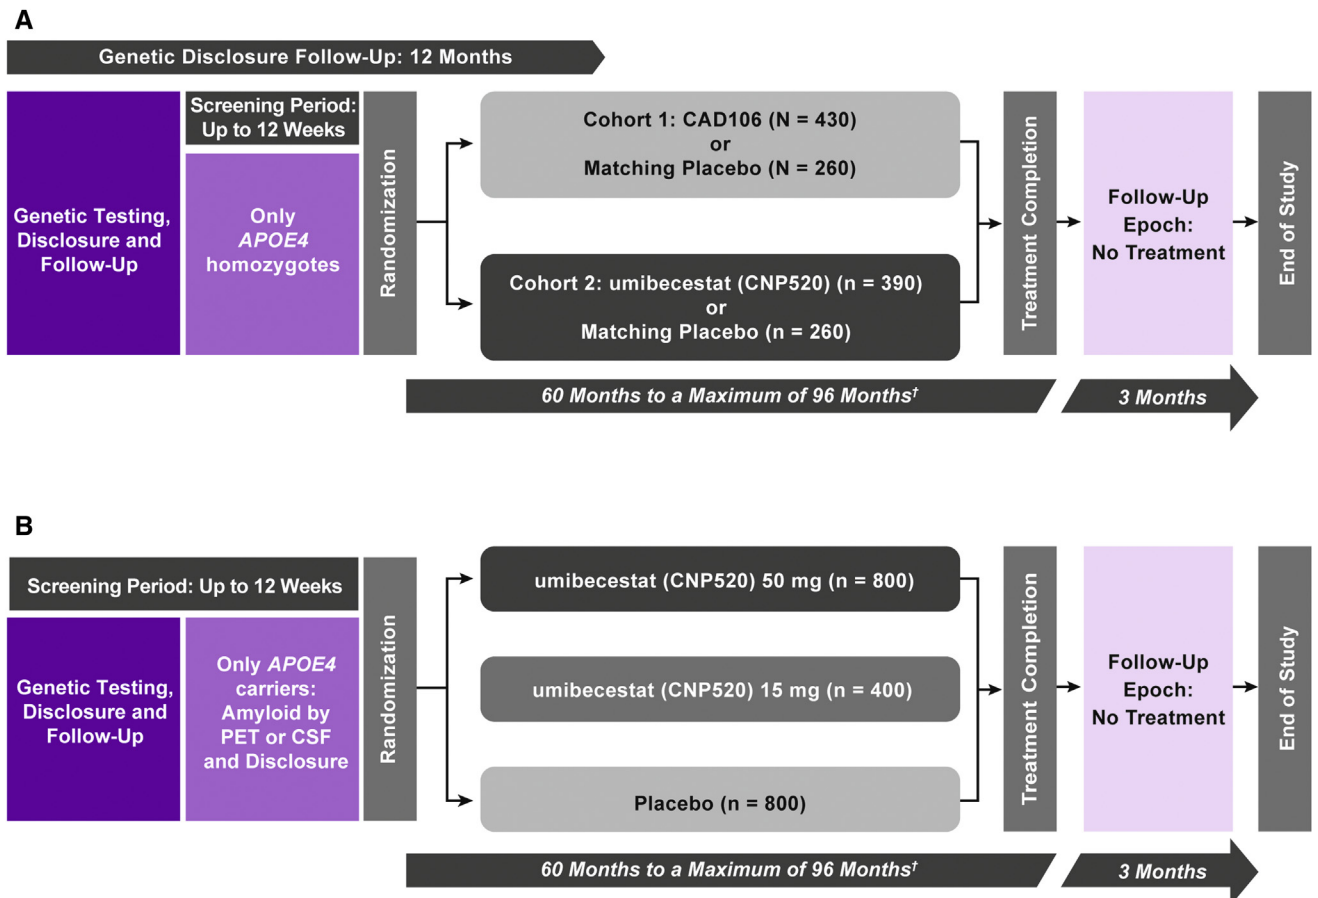 A
Genetic Disclosure Follow-Up: 12 Months
Genetic Testing,
Disclosure and
Follow-Up
Screening Period:
Up to 12 Weeks
Only
APOE4
homozygotes
Randomization
Cohort 1: CAD106 (N = 430)
or
Matching Placebo (N = 260)
Cohort 2: umibecestat (CNP520) (n = 390)
or
Matching Placebo (n = 260)
Treatment Completion
Follow-Up
Epoch:
No Treatment
End of Study
60 Months to a Maximum of 96 Months†
3 Months
B
Screening Period: Up to 12 Weeks
Genetic Testing,
Disclosure and
Follow-Up
Only APOE4
carriers:
Amyloid by
PET or CSF
and Disclosure
Randomization
umibecestat (CNP520) 50 mg (n = 800)
umibecestat (CNP520) 15 mg (n = 400)
Placebo (n = 800)
Treatment Completion
Follow-Up
Epoch:
No Treatment
End of Study
60 Months to a Maximum of 96 Months†
3 Months